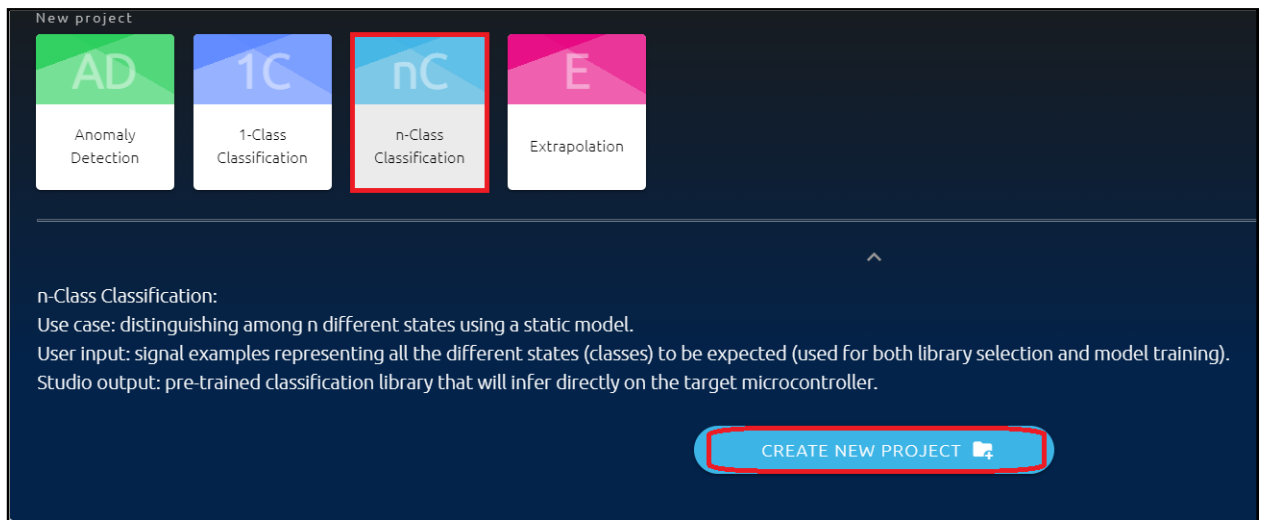 New project
AD
1C
nC
E
Anomaly
Detection
1-Class
Classification
n-Class
Classification
Extrapolation
n-Class Classification:
Use case: distinguishing among n different states using a static model.
User input: signal examples representing all the different states (classes) to be expected (used for both library selection and model training).
Studio output: pre-trained classification library that will infer directly on the target microcontroller.
CREATE NEW PROJECT